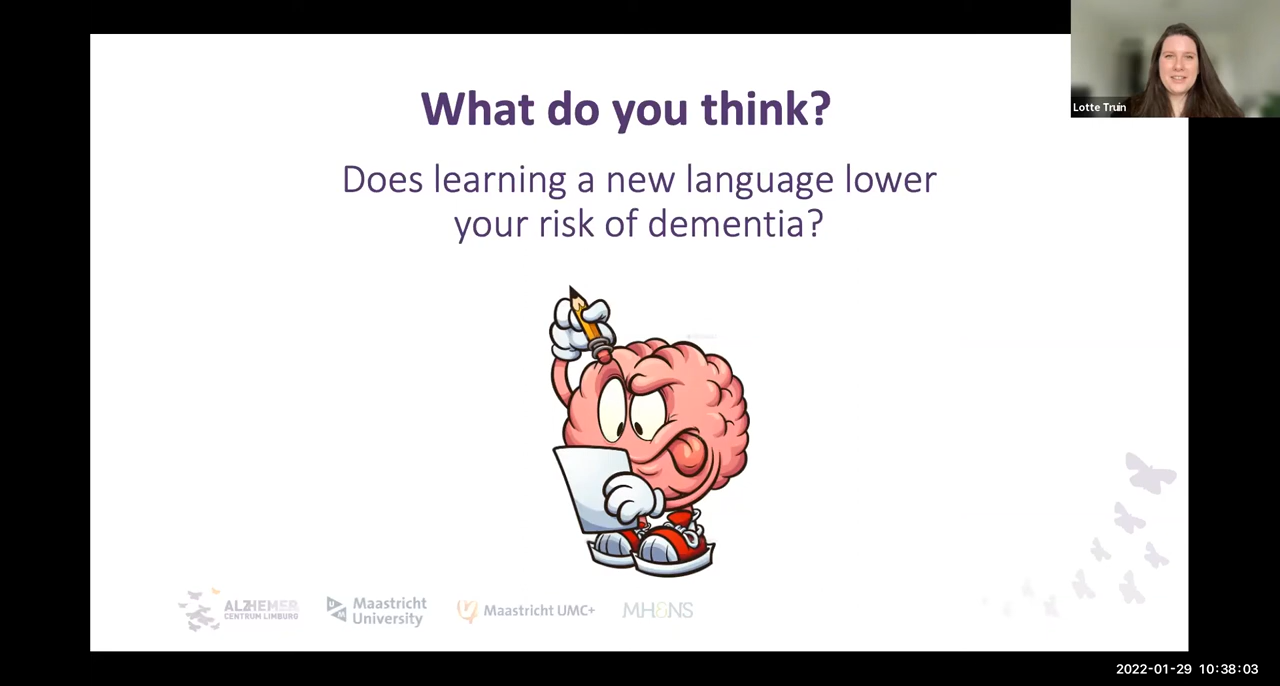 What do you think?
Does learning a new language lower
your risk of dementia?
Lotte Truin
ALZHEIMER
CENTRUM LIMBURG
UM
Maastricht
University
Maastricht UMC+
MHeNS
2022-01-29 10:38:03